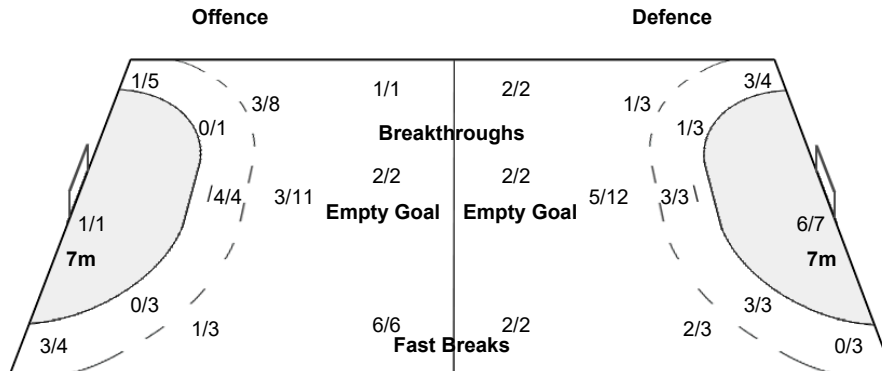 Offence Defence
1/5 1/1 2/2 3/4
3/8 1/3
0/1 1/3
Breakthroughs
2/2 2/2
4/4 3/11 5/12 3/3
Empty Goal Empty Goal
1/1 6/7
7m 7m
0/3 3/3
1/3 6/6 2/2 2/3
Fast Breaks
3/4 0/3